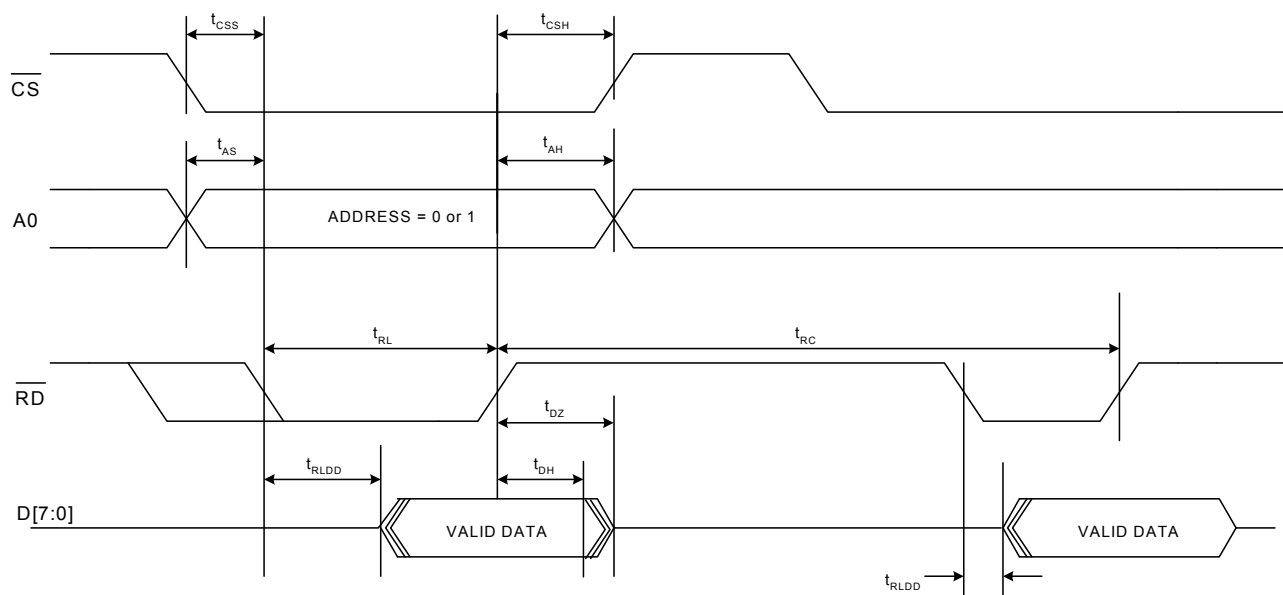 tCSS
tCSH
CS
tAS
tAH
A0
ADDRESS = 0 or 1
tRL
tRC
RD
tDZ
tRLDD
tDH
D[7:0]
VALID DATA
VALID DATA
tRLDD